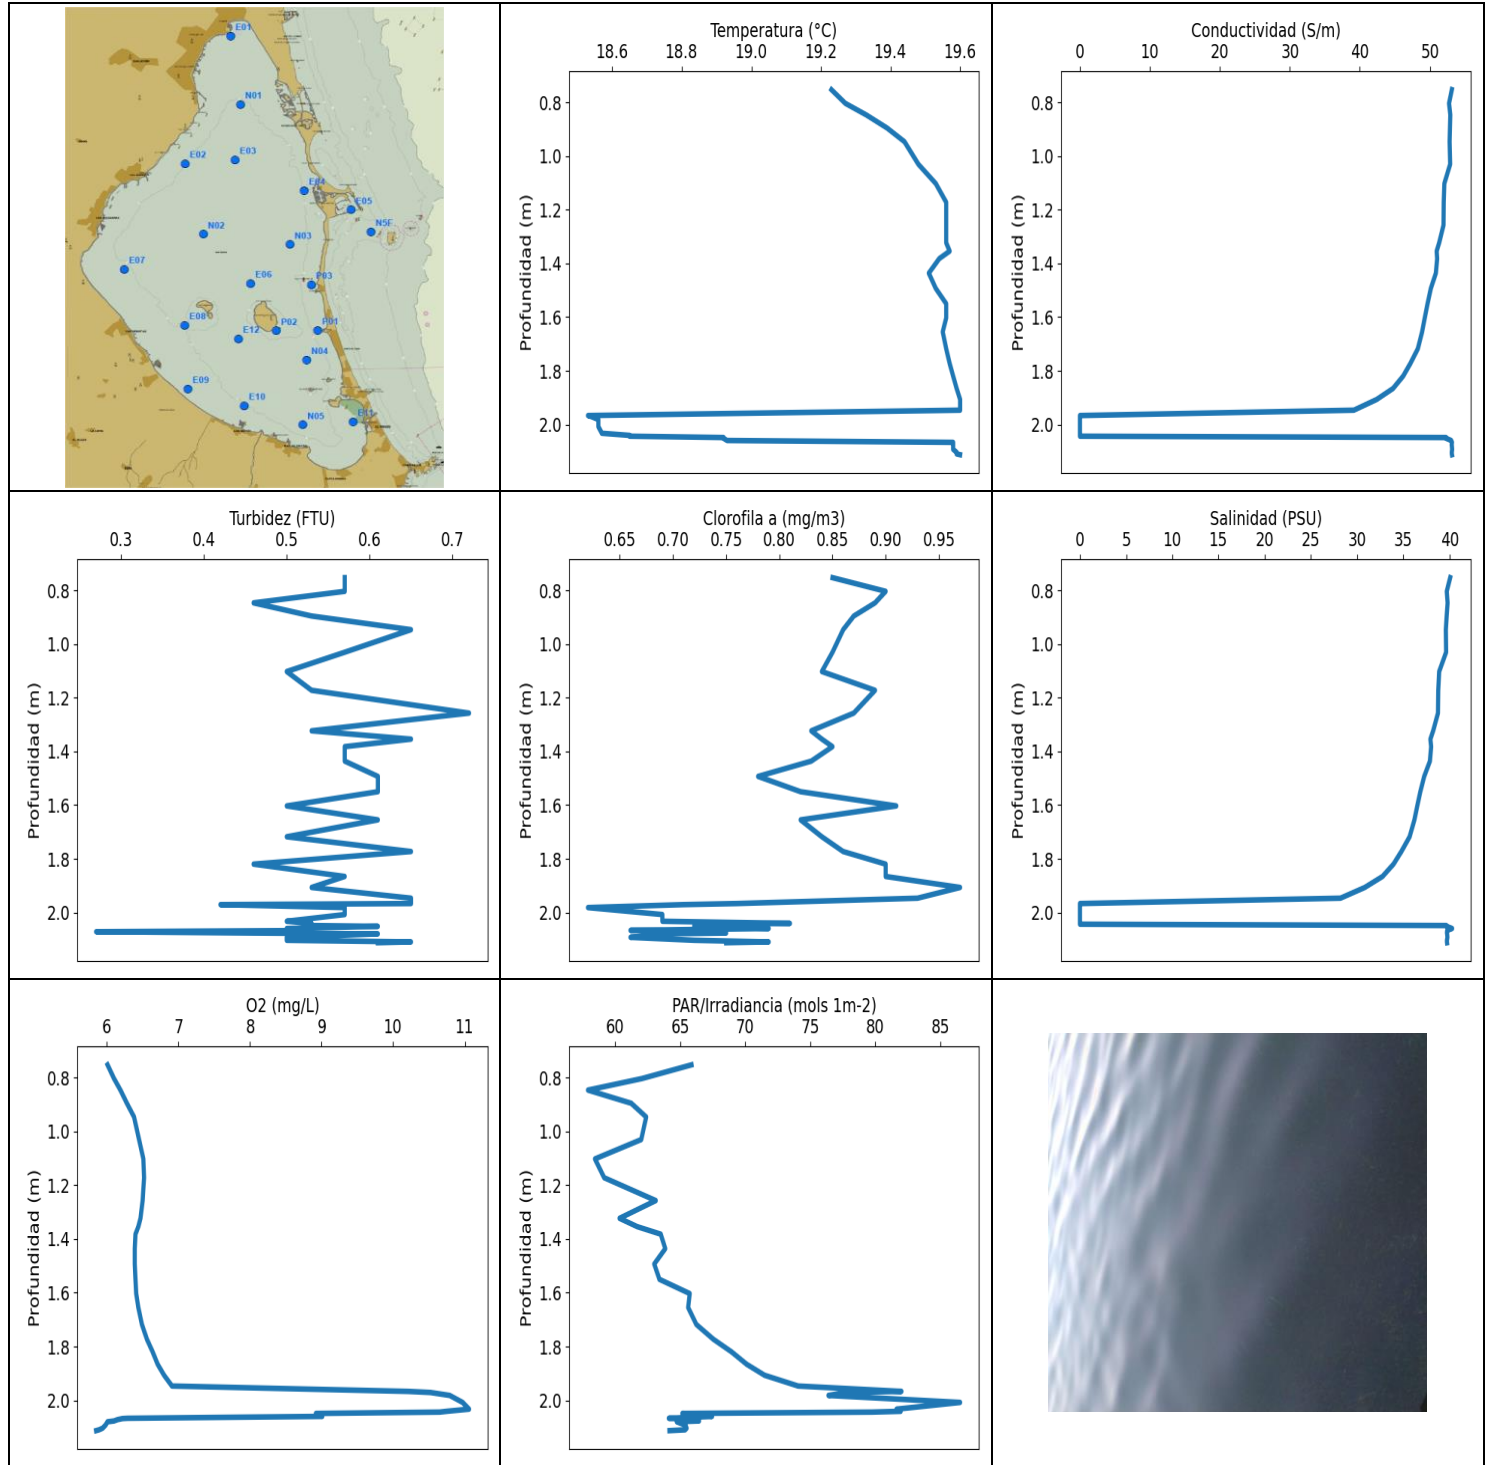 E01
N01
E02
E03
E04
E05
N02
N5F
N03
E07
E06
P03
E08
P02
P01
E12
N04
E09
E10
N05
E11
Temperatura (°C)
18.6 18.8 19.0 19.2 19.4 19.6
Profundidad (m)
0.8
1.0
1.2
1.4
1.6
1.8
2.0
Conductividad (S/m)
0 10 20 30 40 50
Profundidad (m)
0.8
1.0
1.2
1.4
1.6
1.8
2.0
Turbidez (FTU)
0.3 0.4 0.5 0.6 0.7
Profundidad (m)
0.8
1.0
1.2
1.4
1.6
1.8
2.0
Clorofila a (mg/m3)
0.65 0.70 0.75 0.80 0.85 0.90 0.95
Profundidad (m)
0.8
1.0
1.2
1.4
1.6
1.8
2.0
Salinidad (PSU)
0 5 10 15 20 25 30 35 40
Profundidad (m)
0.8
1.0
1.2
1.4
1.6
1.8
2.0
O2 (mg/L)
6 7 8 9 10 11
Profundidad (m)
0.8
1.0
1.2
1.4
1.6
1.8
2.0
PAR/Irradiancia (mols 1m-2)
60 65 70 75 80 85
Profundidad (m)
0.8
1.0
1.2
1.4
1.6
1.8
2.0